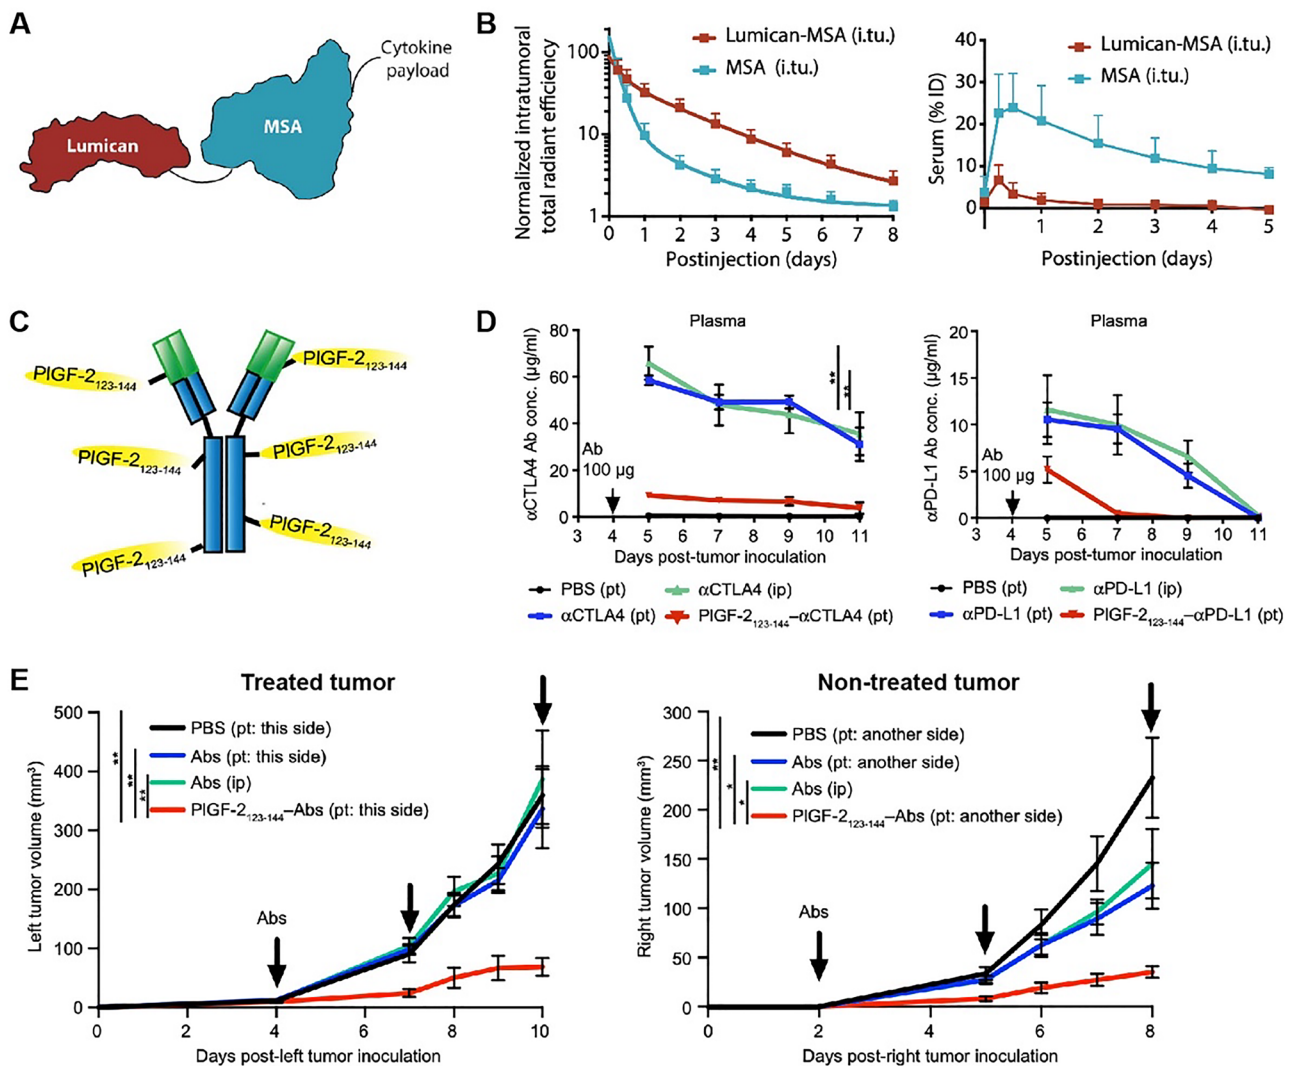 A
Lumican
MSA
Cytokine
payload
B
Normalized intratumoral
total radiant efficiency
100
10
1
Lumican-MSA (i.tu.)
MSA (i.tu.)
0 1 2 3 4 5 6 7 8
Postinjection (days)
Serum (% ID)
40
30
20
10
0
Lumican-MSA (i.tu.)
MSA (i.tu.)
1 2 3 4 5
Postinjection (days)
C
PlGF-2123-144
PlGF-2123-144
PlGF-2123-144
PlGF-2123-144
PlGF-2123-144
PlGF-2123-144
D
Plasma
αCTLA4 Ab conc. (µg/ml)
80
60
40
20
0
Ab
100 µg
**
**
3 4 5 6 7 8 9 10 11
Days post-tumor inoculation
PBS (pt)
αCTLA4 (ip)
αCTLA4 (pt)
PlGF-2123-144–αCTLA4 (pt)
Plasma
αPD-L1 Ab conc. (µg/ml)
20
15
10
5
0
Ab
100 µg
3 4 5 6 7 8 9 10 11
Days post-tumor inoculation
PBS (pt)
αPD-L1 (ip)
αPD-L1 (pt)
PlGF-2123-144–αPD-L1 (pt)
E
Treated tumor
Left tumor volume (mm³)
500
400
300
200
100
0
**
**
**
PBS (pt: this side)
Abs (pt: this side)
Abs (ip)
PlGF-2123-144–Abs (pt: this side)
Abs
0 2 4 6 8 10
Days post-left tumor inoculation
Non-treated tumor
Right tumor volume (mm³)
300
250
200
150
100
50
0
**
*
*
PBS (pt: another side)
Abs (pt: another side)
Abs (ip)
PlGF-2123-144–Abs (pt: another side)
Abs
0 2 4 6 8
Days post-right tumor inoculation